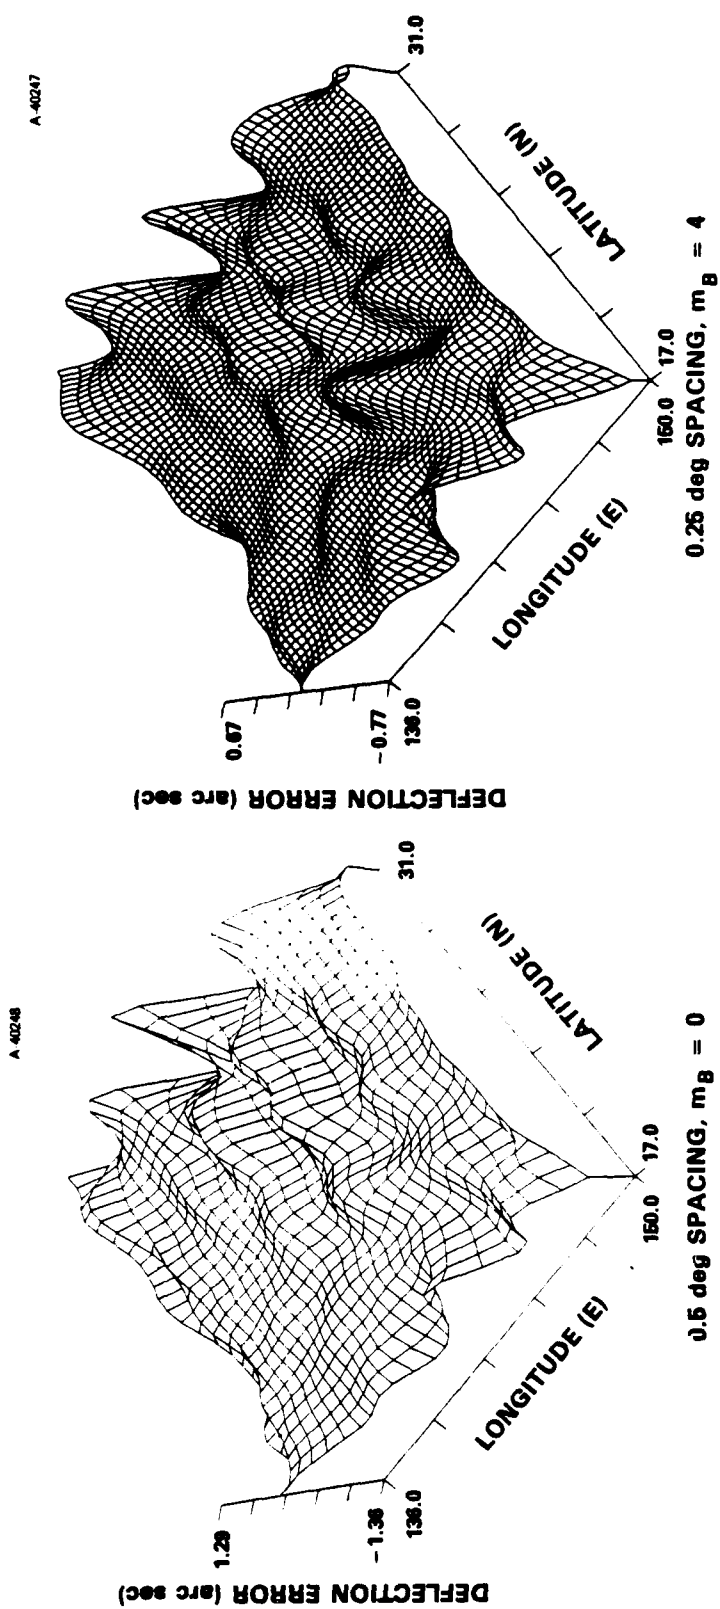 A-40248
DEFLECTION ERROR (arc sec)
1.29
-1.36
136.0
LONGITUDE (E)
150.0
17.0
LATITUDE (N)
31.0
0.5 deg SPACING, m_B = 0
A-40247
DEFLECTION ERROR (arc sec)
0.67
-0.77
136.0
LONGITUDE (E)
150.0
17.0
LATITUDE (N)
31.0
0.25 deg SPACING, m_B = 4